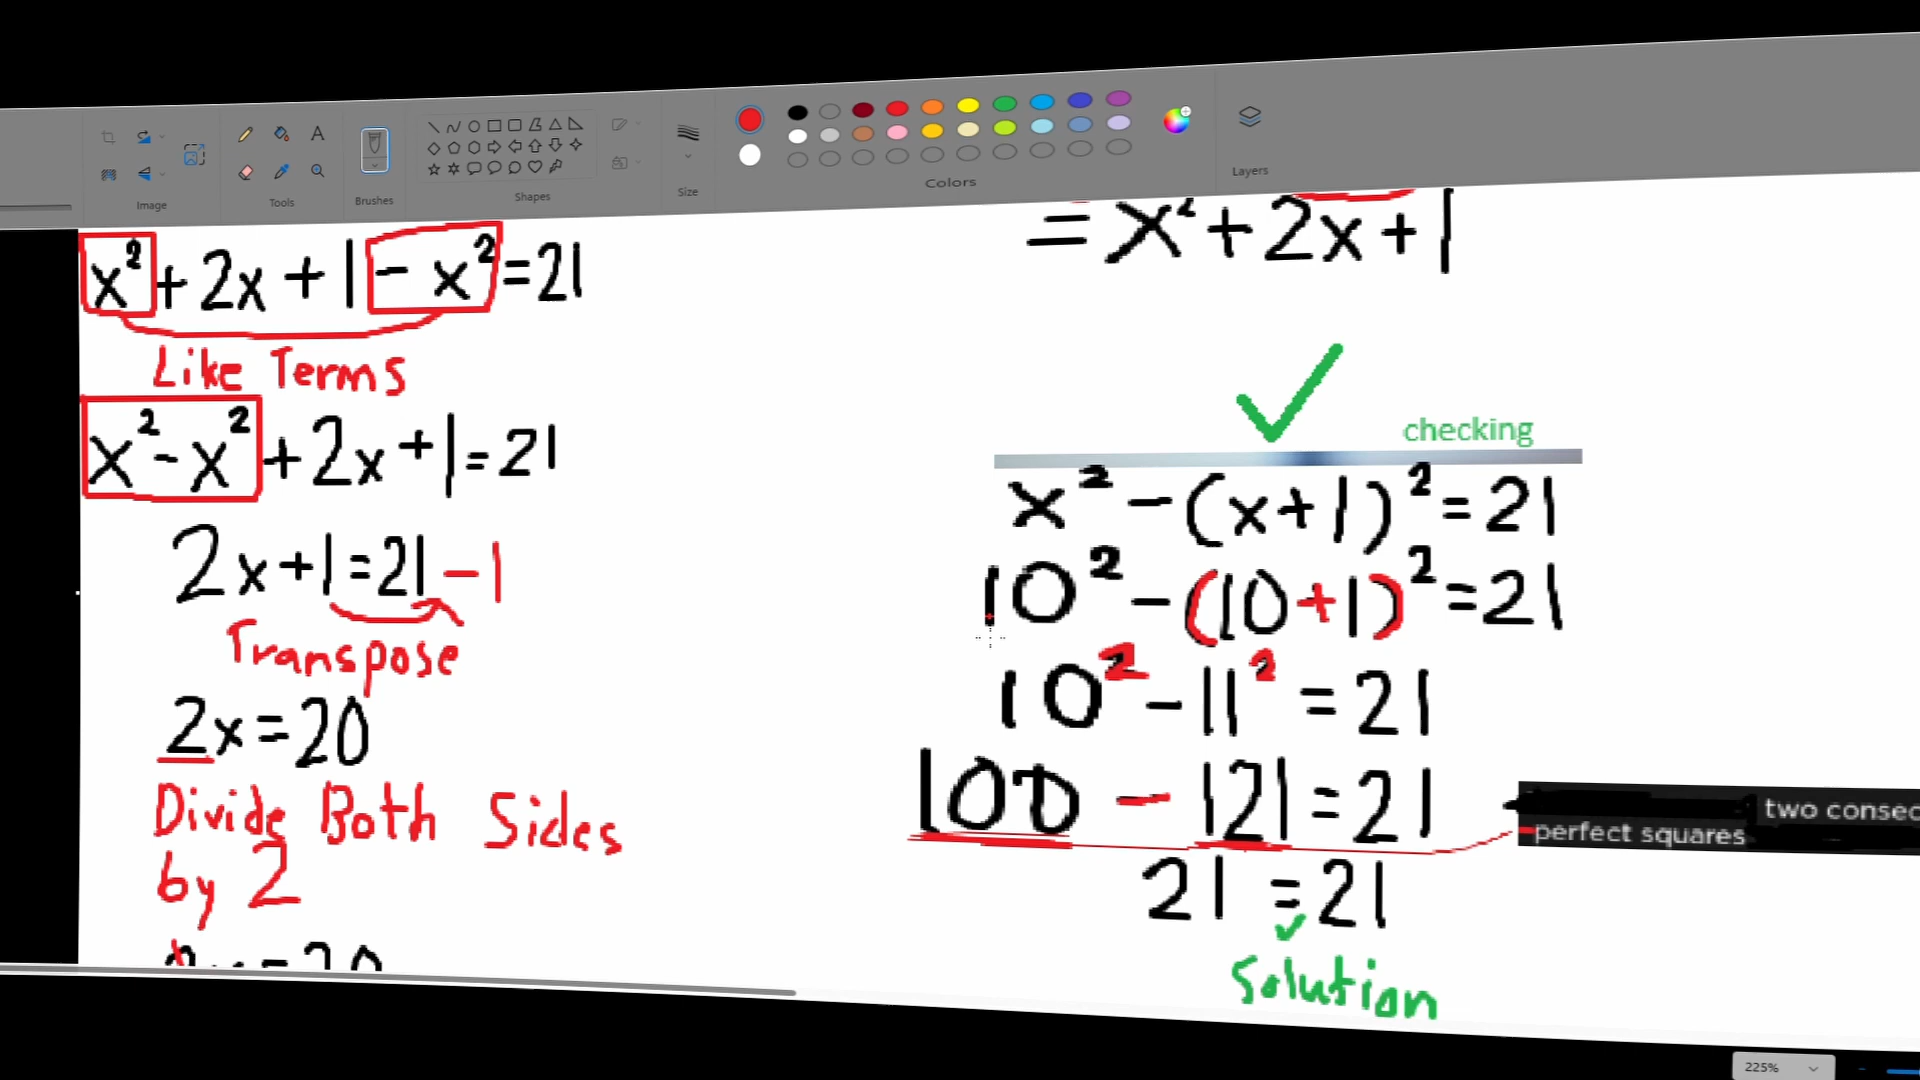 Image
Tools
Brushes
Shapes
Size
Colors
Layers
x² + 2x + 1 - x² = 21
Like Terms
x² - x² + 2x + 1 = 21
2x + 1 = 21 - 1
Transpose
2x = 20
Divide Both Sides
by 2
= x² + 2x + 1
checking
x² - (x + 1)² = 21
10² - (10 + 1)² = 21
10² - 11² = 21
100 - 121 = 21
21 = 21
Solution
two consec
perfect squares
225%